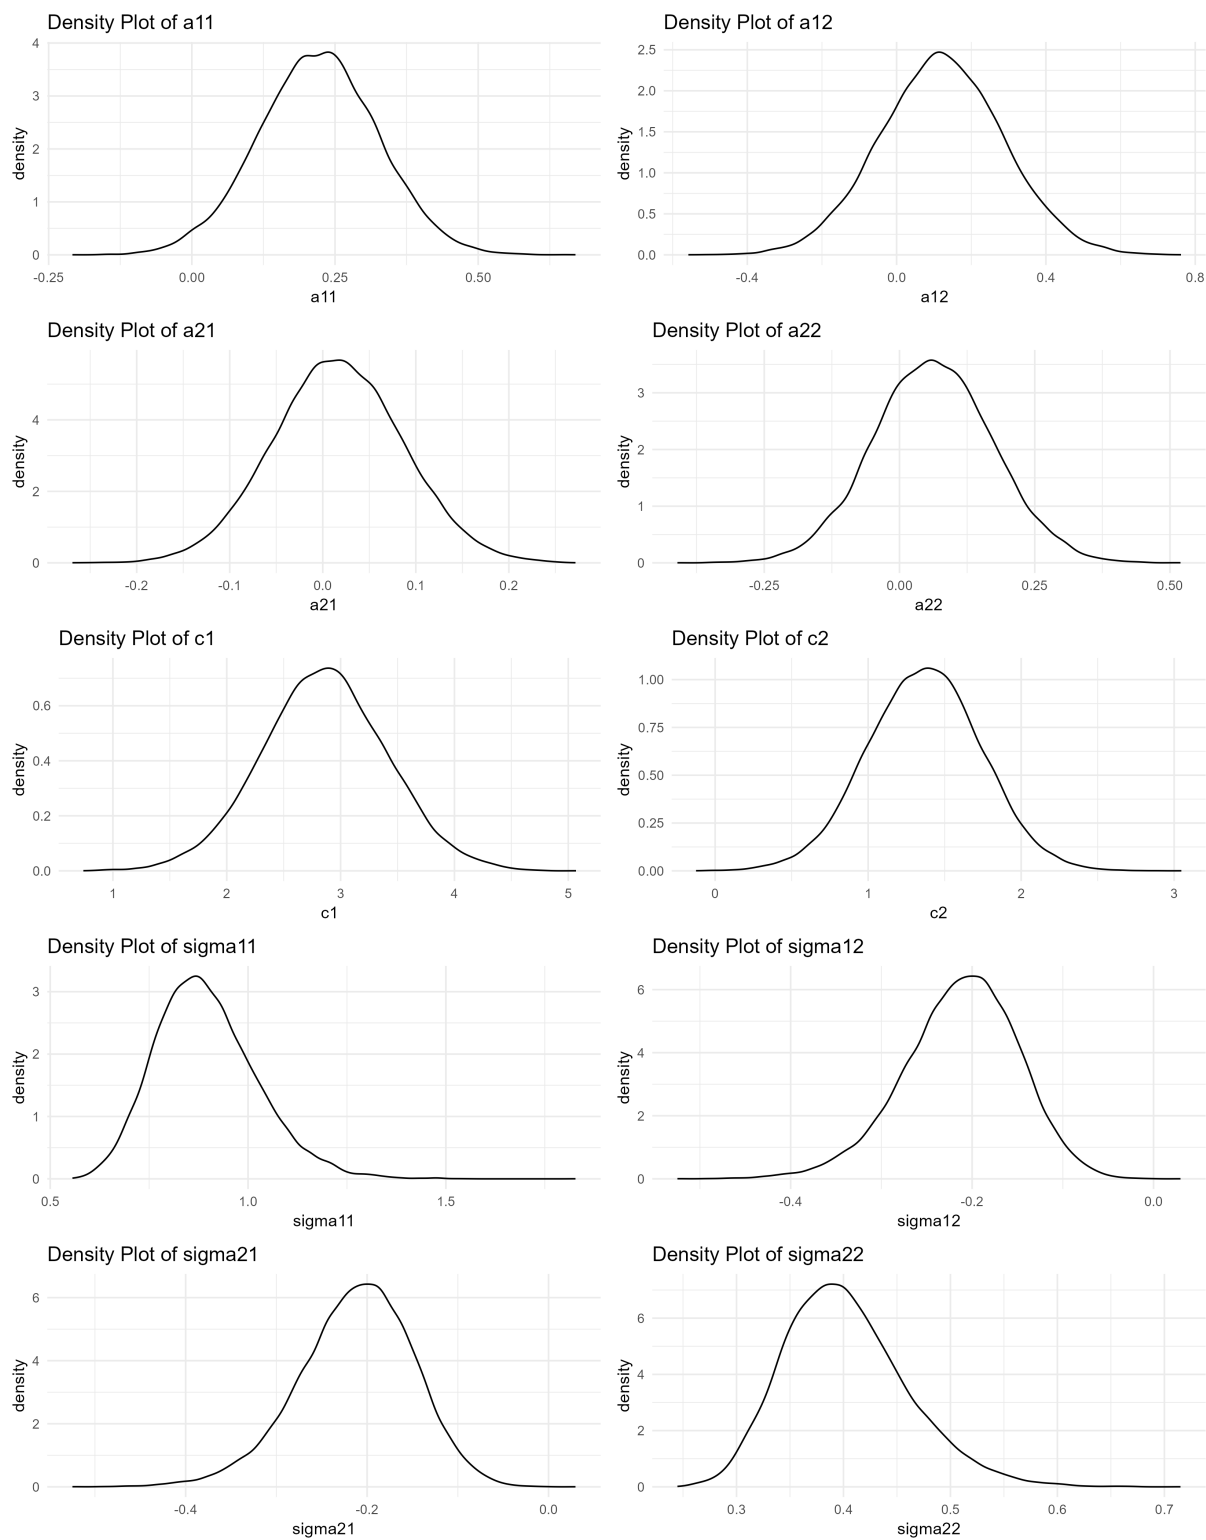 Density Plot of a11
4
3
2
1
0
density
-0.25 0.00 0.25 0.50
a11
Density Plot of a12
2.5
2.0
1.5
1.0
0.5
0.0
density
-0.4 0.0 0.4 0.8
a12
Density Plot of a21
4
2
0
density
-0.2 -0.1 0.0 0.1 0.2
a21
Density Plot of a22
3
2
1
0
density
-0.25 0.00 0.25 0.50
a22
Density Plot of c1
0.6
0.4
0.2
0.0
density
1 2 3 4 5
c1
Density Plot of c2
1.00
0.75
0.50
0.25
0.00
density
0 1 2 3
c2
Density Plot of sigma11
3
2
1
0
density
0.5 1.0 1.5
sigma11
Density Plot of sigma12
6
4
2
0
density
-0.4 -0.2 0.0
sigma12
Density Plot of sigma21
6
4
2
0
density
-0.4 -0.2 0.0
sigma21
Density Plot of sigma22
6
4
2
0
density
0.3 0.4 0.5 0.6 0.7
sigma22